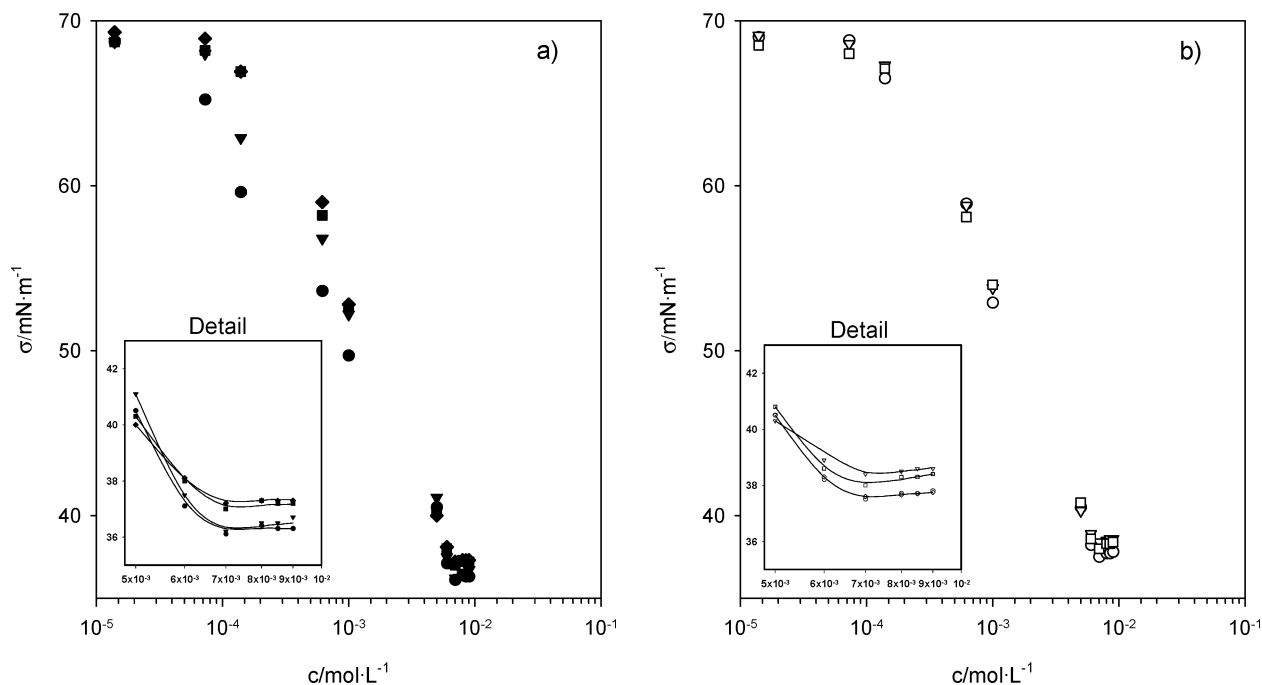 70
60
50
40
σ/mN·m⁻¹
a)
Detail
42
40
38
36
5x10⁻³ 6x10⁻³ 7x10⁻³ 8x10⁻³ 9x10⁻³ 10⁻²
10⁻⁵ 10⁻⁴ 10⁻³ 10⁻² 10⁻¹
c/mol·L⁻¹
70
60
50
40
σ/mN·m⁻¹
b)
Detail
42
40
38
36
5x10⁻³ 6x10⁻³ 7x10⁻³ 8x10⁻³ 9x10⁻³ 10⁻²
10⁻⁵ 10⁻⁴ 10⁻³ 10⁻² 10⁻¹
c/mol·L⁻¹